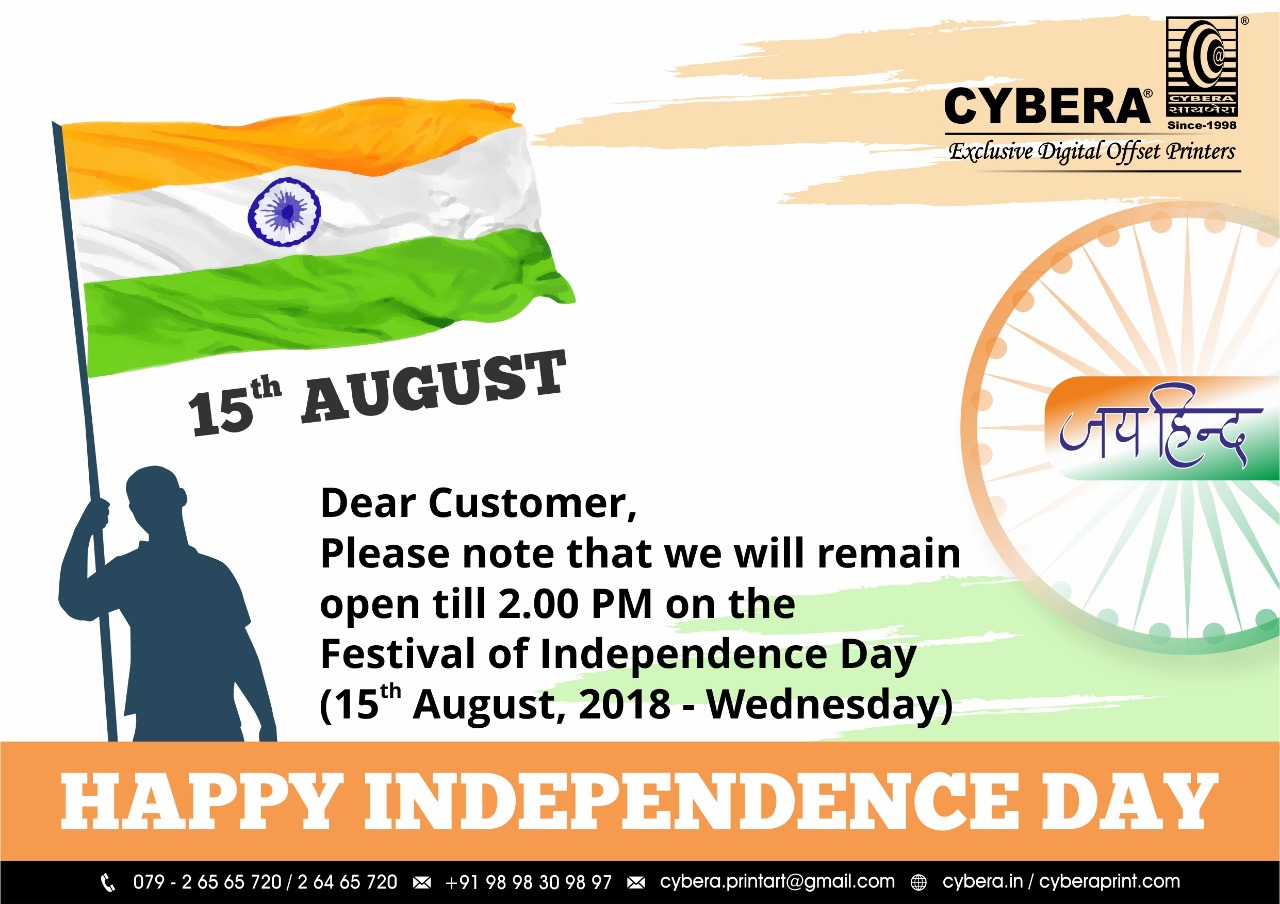 CYBERA®
@
®
CYBERA
સાયબેરા
Since-1998
Exclusive Digital Offset Printers
15th AUGUST
जय हिन्द
Dear Customer,
Please note that we will remain
open till 2.00 PM on the
Festival of Independence Day
(15th August, 2018 - Wednesday)
HAPPY INDEPENDENCE DAY
079 - 2 65 65 720 / 2 64 65 720 +91 98 98 30 98 97 cybera.printart@gmail.com cybera.in / cyberaprint.com